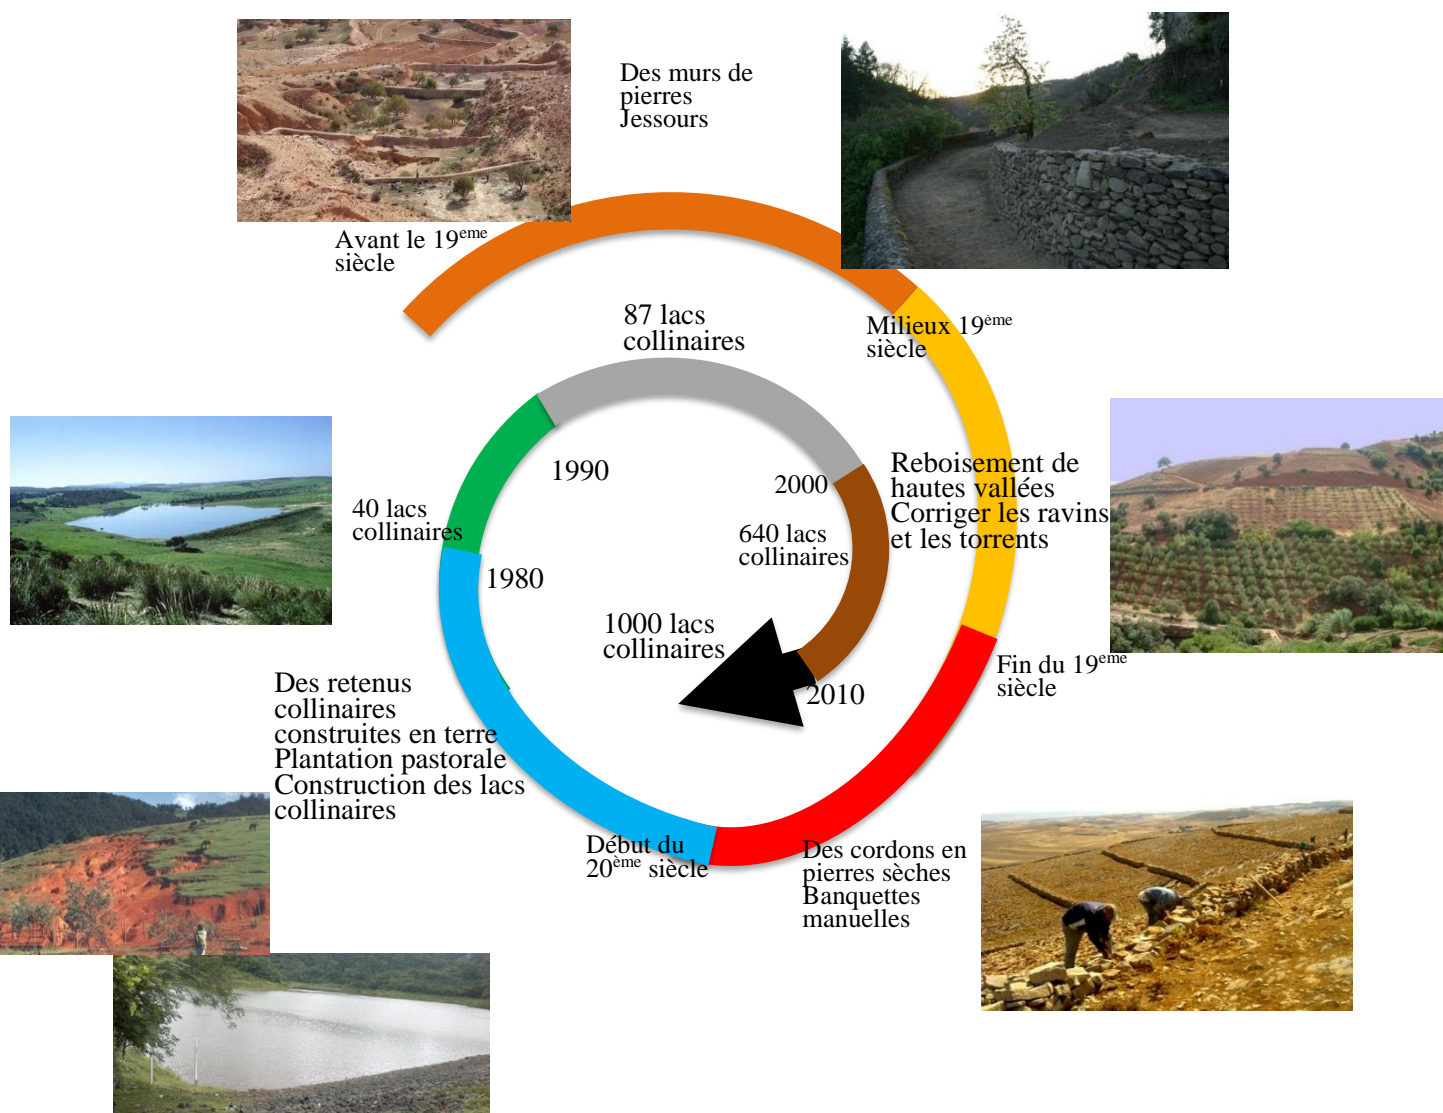 Des murs de
pierres
Jessours
Avant le 19eme
siècle
Milieux 19ème
siècle
87 lacs
collinaires
Reboisement de
hautes vallées
Corriger les ravins
et les torrents
1990
2000
40 lacs
collinaires
640 lacs
collinaires
1980
1000 lacs
collinaires
2010
Fin du 19eme
siècle
Des retenus
collinaires
construites en terre
Plantation pastorale
Construction des lacs
collinaires
Début du
20ème siècle
Des cordons en
pierres sèches
Banquettes
manuelles